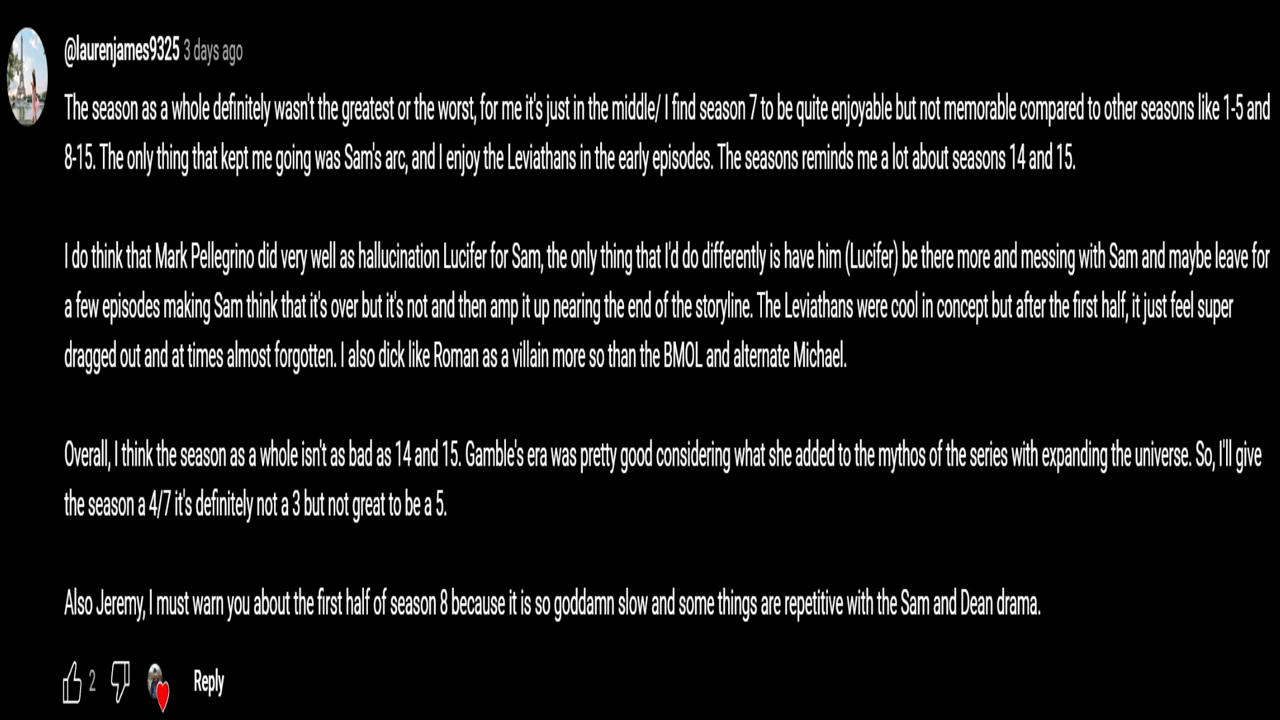 @laurenjames9325 3 days ago
The season as a whole definitely wasn't the greatest or the worst, for me it's just in the middle/ I find season 7 to be quite enjoyable but not memorable compared to other seasons like 1-5 and
8-15. The only thing that kept me going was Sam's arc, and I enjoy the Leviathans in the early episodes. The seasons reminds me a lot about seasons 14 and 15.
I do think that Mark Pellegrino did very well as hallucination Lucifer for Sam, the only thing that I'd do differently is have him (Lucifer) be there more and messing with Sam and maybe leave for
a few episodes making Sam think that it's over but it's not and then amp it up nearing the end of the storyline. The Leviathans were cool in concept but after the first half, it just feel super
dragged out and at times almost forgotten. I also dick like Roman as a villain more so than the BMOL and alternate Michael.
Overall, I think the season as a whole isn't as bad as 14 and 15. Gamble's era was pretty good considering what she added to the mythos of the series with expanding the universe. So, I'll give
the season a 4/7 it's definitely not a 3 but not great to be a 5.
Also Jeremy, I must warn you about the first half of season 8 because it is so goddamn slow and some things are repetitive with the Sam and Dean drama.
2 Reply